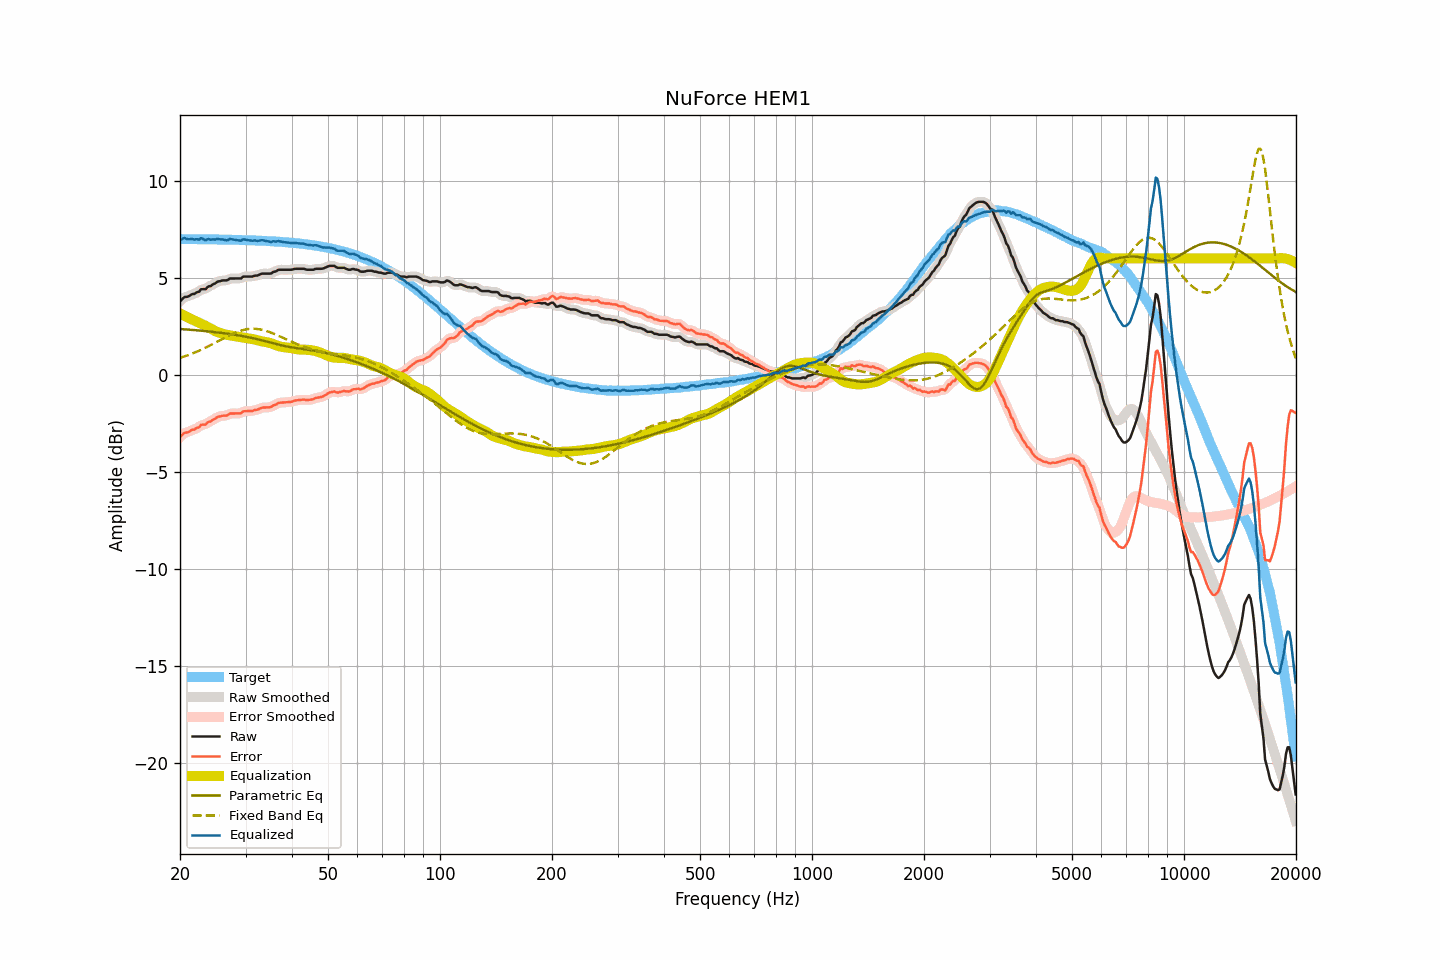 NuForce HEM1
Amplitude (dBr)
10
5
0
−5
−10
−15
−20
Target
Raw Smoothed
Error Smoothed
Raw
Error
Equalization
Parametric Eq
Fixed Band Eq
Equalized
20 50 100 200 500 1000 2000 5000 10000 20000
Frequency (Hz)